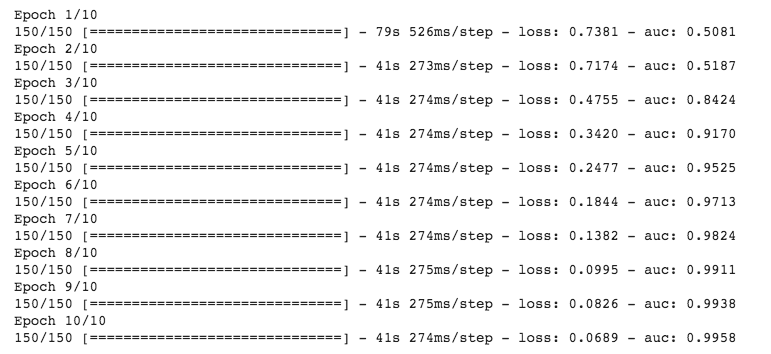 Epoch 1/10
150/150 [==============================] - 79s 526ms/step - loss: 0.7381 - auc: 0.5081
Epoch 2/10
150/150 [==============================] - 41s 273ms/step - loss: 0.7174 - auc: 0.5187
Epoch 3/10
150/150 [==============================] - 41s 274ms/step - loss: 0.4755 - auc: 0.8424
Epoch 4/10
150/150 [==============================] - 41s 274ms/step - loss: 0.3420 - auc: 0.9170
Epoch 5/10
150/150 [==============================] - 41s 274ms/step - loss: 0.2477 - auc: 0.9525
Epoch 6/10
150/150 [==============================] - 41s 274ms/step - loss: 0.1844 - auc: 0.9713
Epoch 7/10
150/150 [==============================] - 41s 274ms/step - loss: 0.1382 - auc: 0.9824
Epoch 8/10
150/150 [==============================] - 41s 275ms/step - loss: 0.0995 - auc: 0.9911
Epoch 9/10
150/150 [==============================] - 41s 275ms/step - loss: 0.0826 - auc: 0.9938
Epoch 10/10
150/150 [==============================] - 41s 274ms/step - loss: 0.0689 - auc: 0.9958